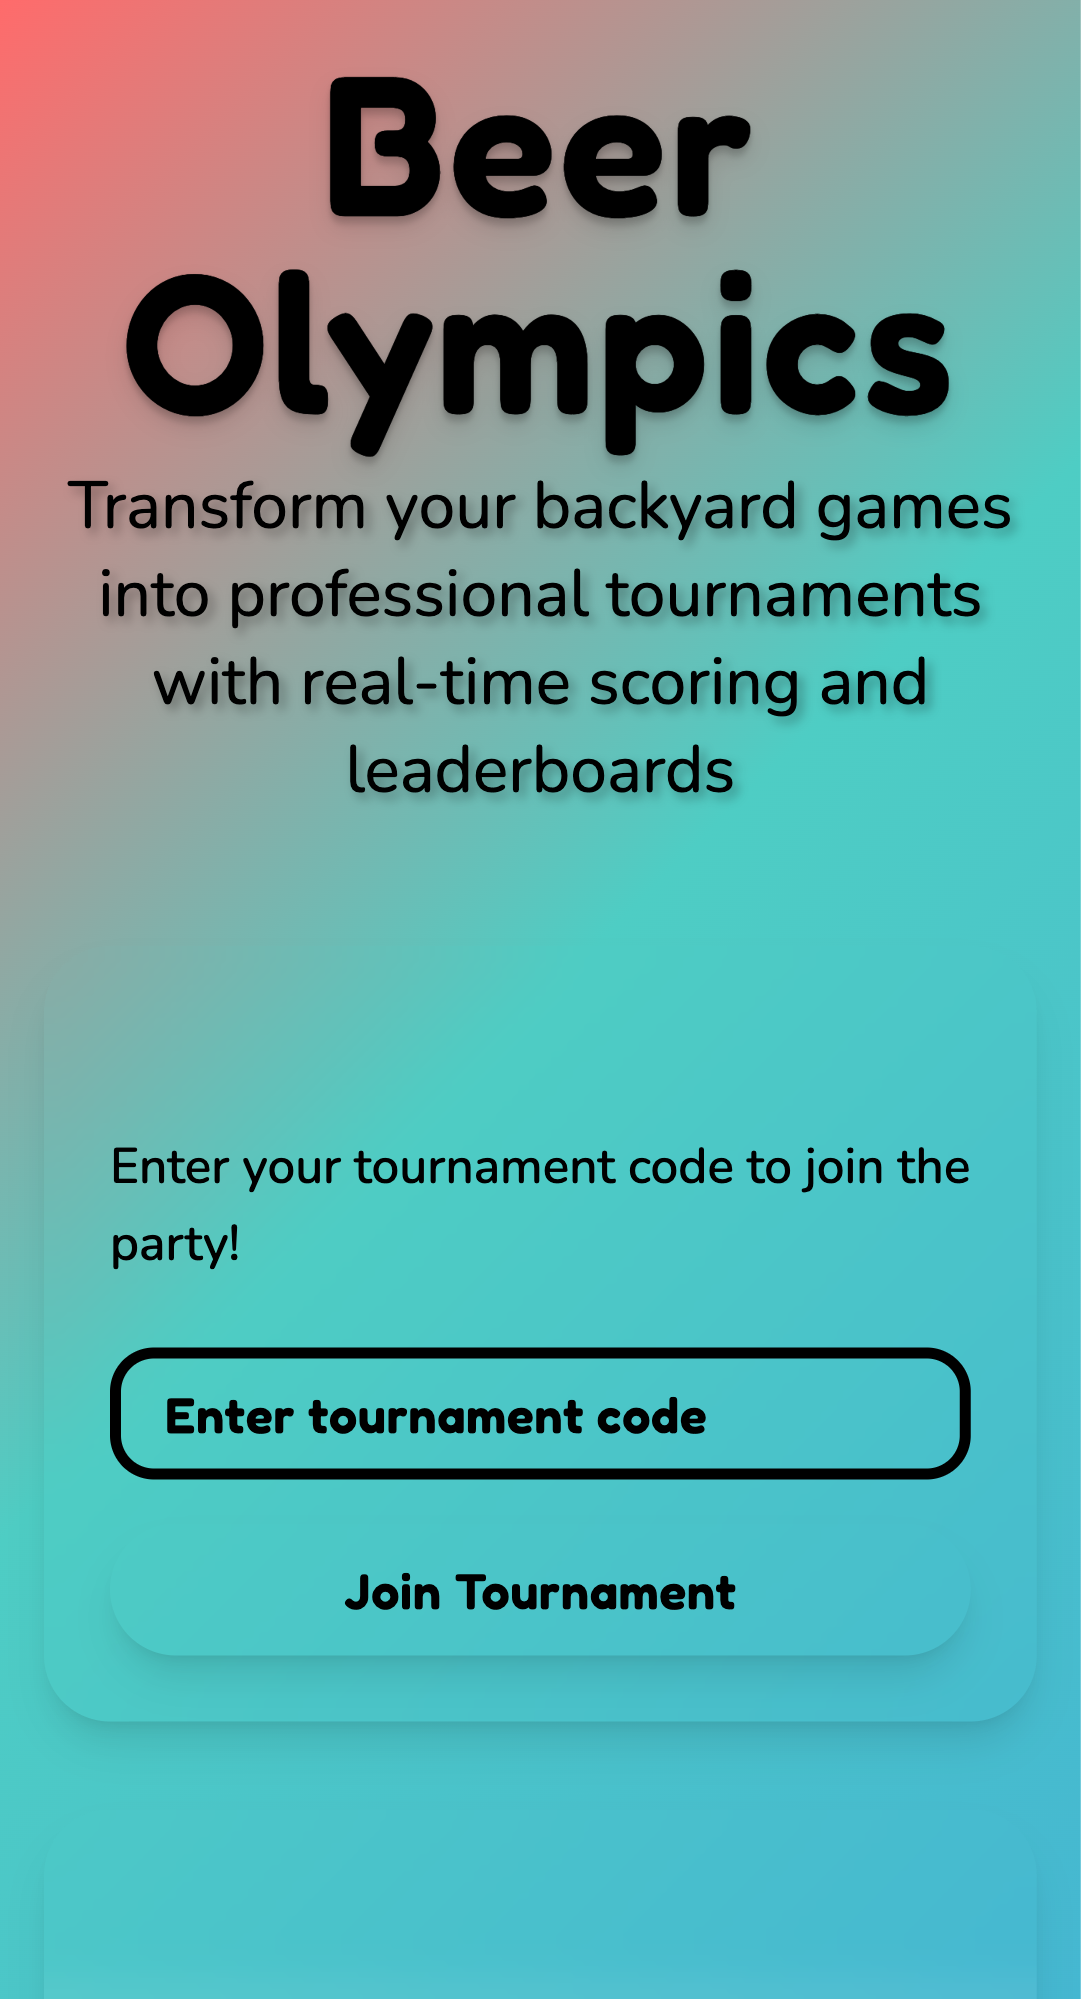 Beer
Olympics
Transform your backyard games
into professional tournaments
with real-time scoring and
leaderboards
Enter your tournament code to join the
party!
Enter tournament code
Join Tournament